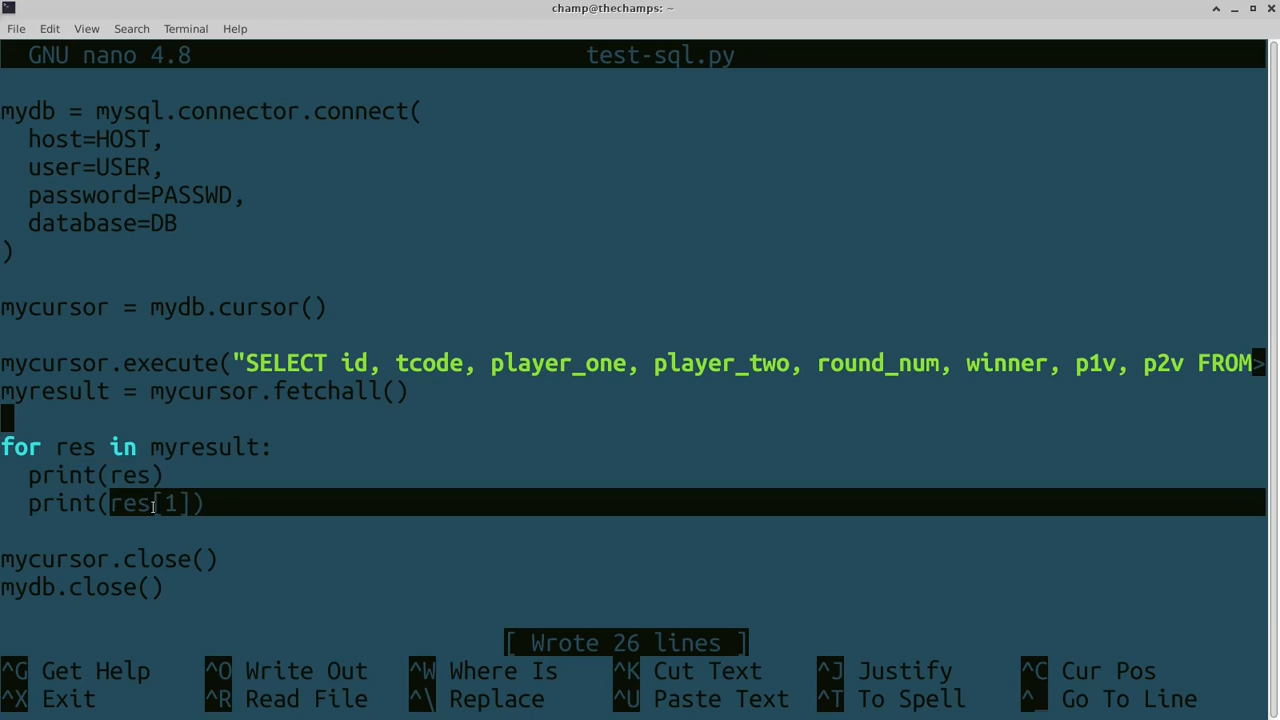 champ@thechamps: ~
File Edit View Search Terminal Help
GNU nano 4.8 test-sql.py
mydb = mysql.connector.connect(
  host=HOST,
  user=USER,
  password=PASSWD,
  database=DB
)
mycursor = mydb.cursor()
mycursor.execute("SELECT id, tcode, player_one, player_two, round_num, winner, p1v, p2v FROM>
myresult = mycursor.fetchall()
for res in myresult:
  print(res)
  print(res[1])
mycursor.close()
mydb.close()
[ Wrote 26 lines ]
^G Get Help ^O Write Out ^W Where Is ^K Cut Text ^J Justify ^C Cur Pos
^X Exit ^R Read File ^\ Replace ^U Paste Text ^T To Spell ^_ Go To Line